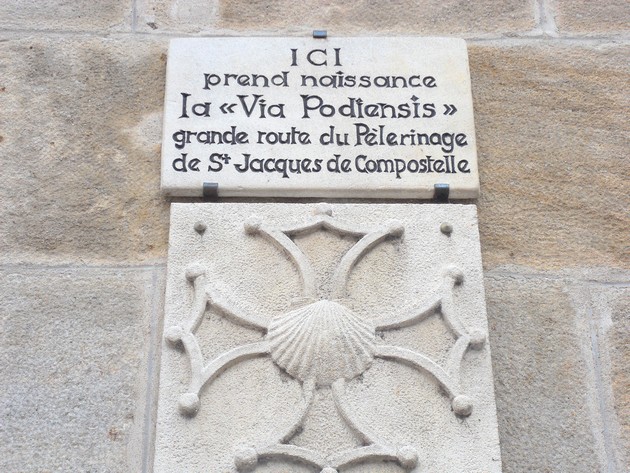 ICI
prend naissance
la «Via Podiensis»
grande route du Pèlerinage
de St Jacques de Compostelle